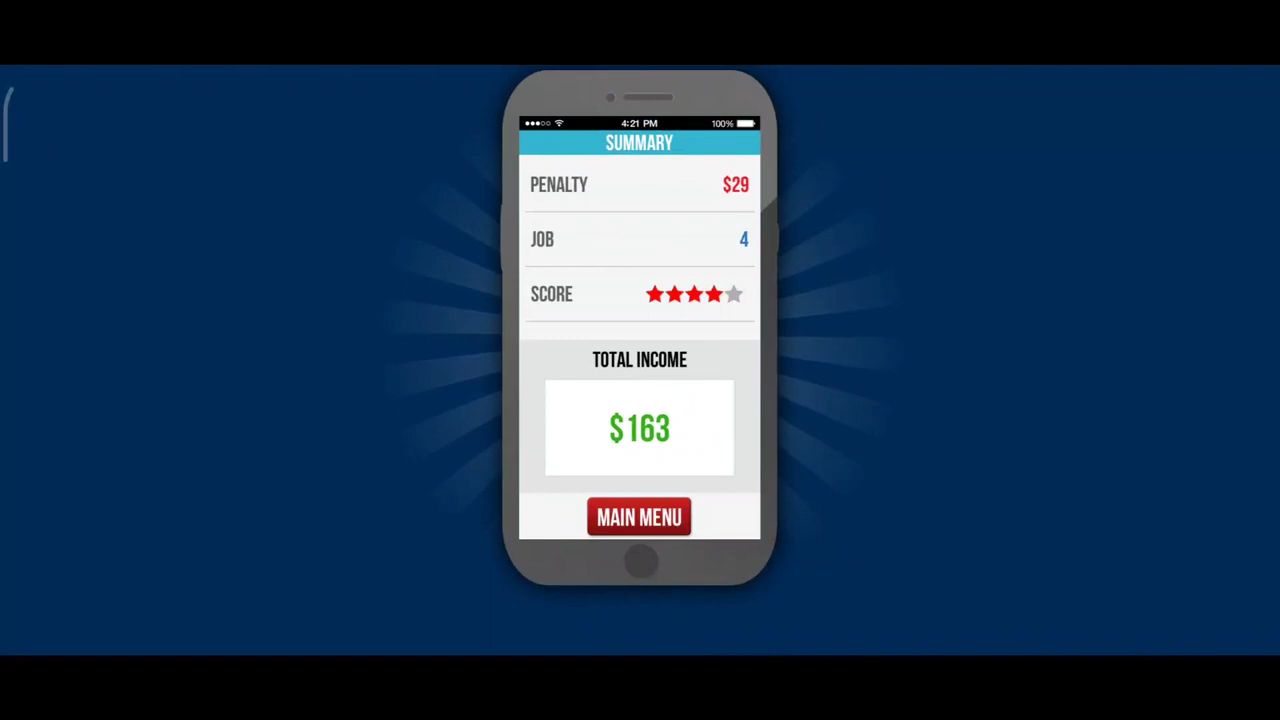 4:21 PM 100%
SUMMARY
PENALTY $29
JOB 4
SCORE
TOTAL INCOME
$163
MAIN MENU